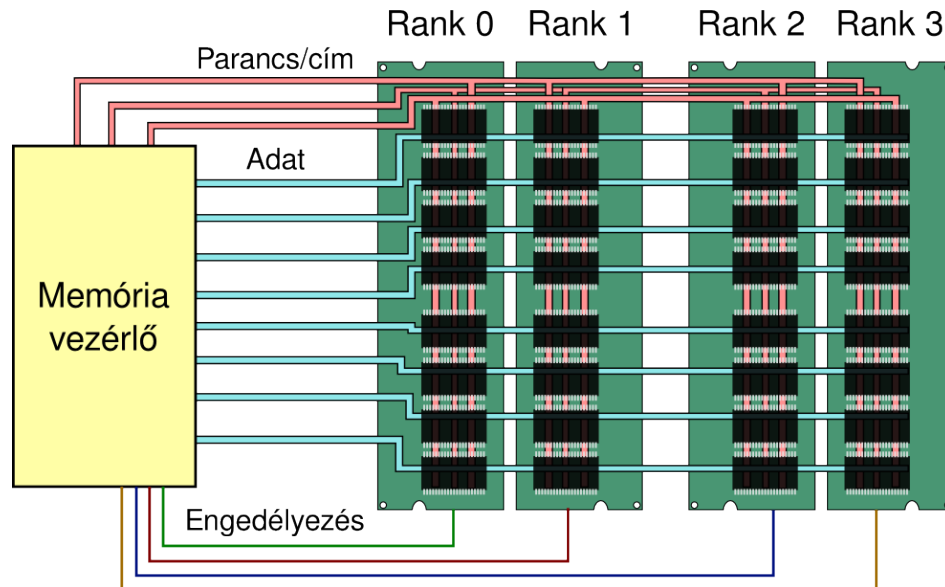 Rank 0
Rank 1
Rank 2
Rank 3
Parancs/cím
Adat
Memória
vezérlő
Engedélyezés